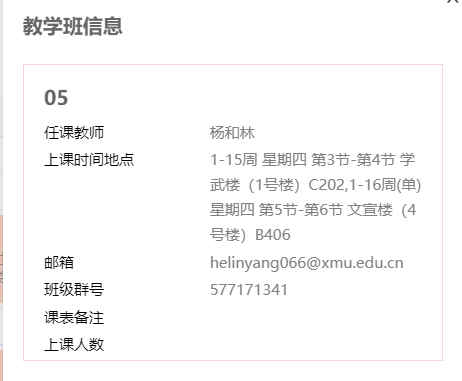 教学班信息
05
任课教师 杨和林
上课时间地点 1-15周 星期四 第3节-第4节 学
武楼（1号楼）C202,1-16周(单)
星期四 第5节-第6节 文宣楼（4
号楼）B406
邮箱 helinyang066@xmu.edu.cn
班级群号 577171341
课表备注
上课人数